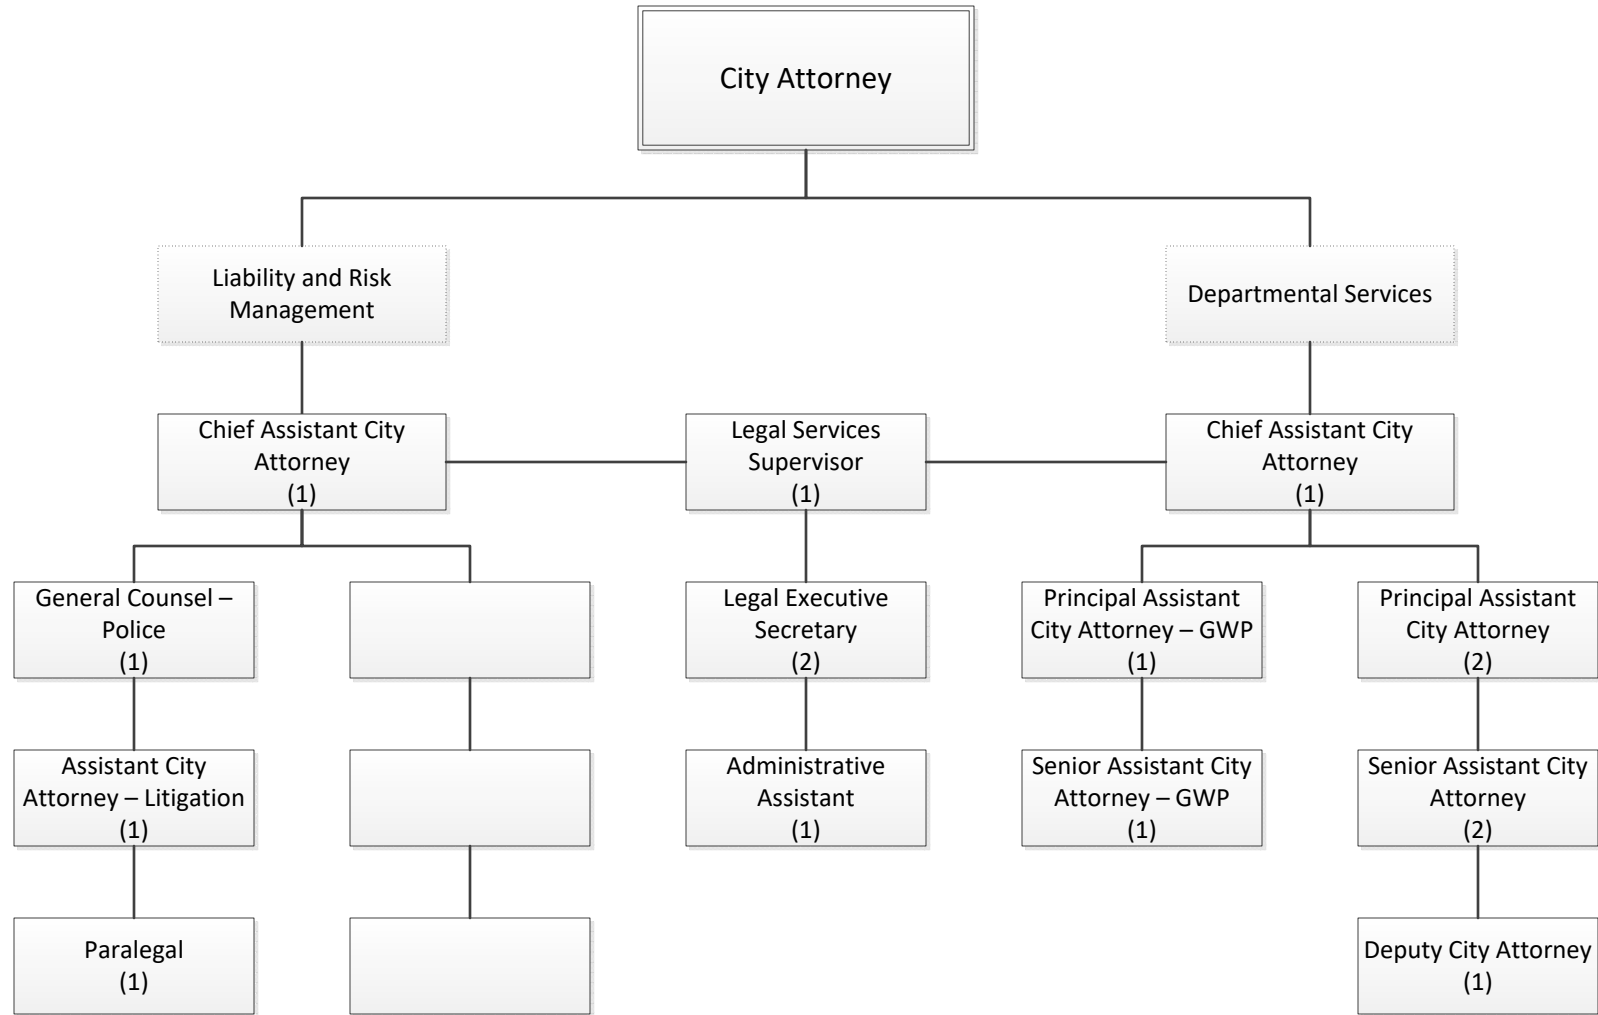 City Attorney
Liability and Risk
Management
Departmental Services
Chief Assistant City
Attorney
(1)
Legal Services
Supervisor
(1)
Chief Assistant City
Attorney
(1)
General Counsel –
Police
(1)
Legal Executive
Secretary
(2)
Principal Assistant
City Attorney – GWP
(1)
Principal Assistant
City Attorney
(2)
Assistant City
Attorney – Litigation
(1)
Administrative
Assistant
(1)
Senior Assistant City
Attorney – GWP
(1)
Senior Assistant City
Attorney
(2)
Paralegal
(1)
Deputy City Attorney
(1)